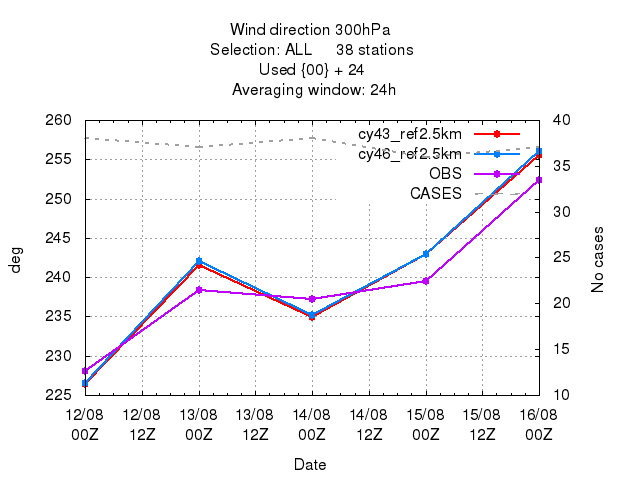 Wind direction 300hPa
Selection: ALL 38 stations
Used {00} + 24
Averaging window: 24h
260 40
cy43_ref2.5km
cy46_ref2.5km
OBS
CASES
255 35
250
245 30
deg
240 25
No cases
235 20
230 15
225 10
12/08 12/08 13/08 13/08 14/08 14/08 15/08 15/08 16/08
00Z 12Z 00Z 12Z 00Z 12Z 00Z 12Z 00Z
Date